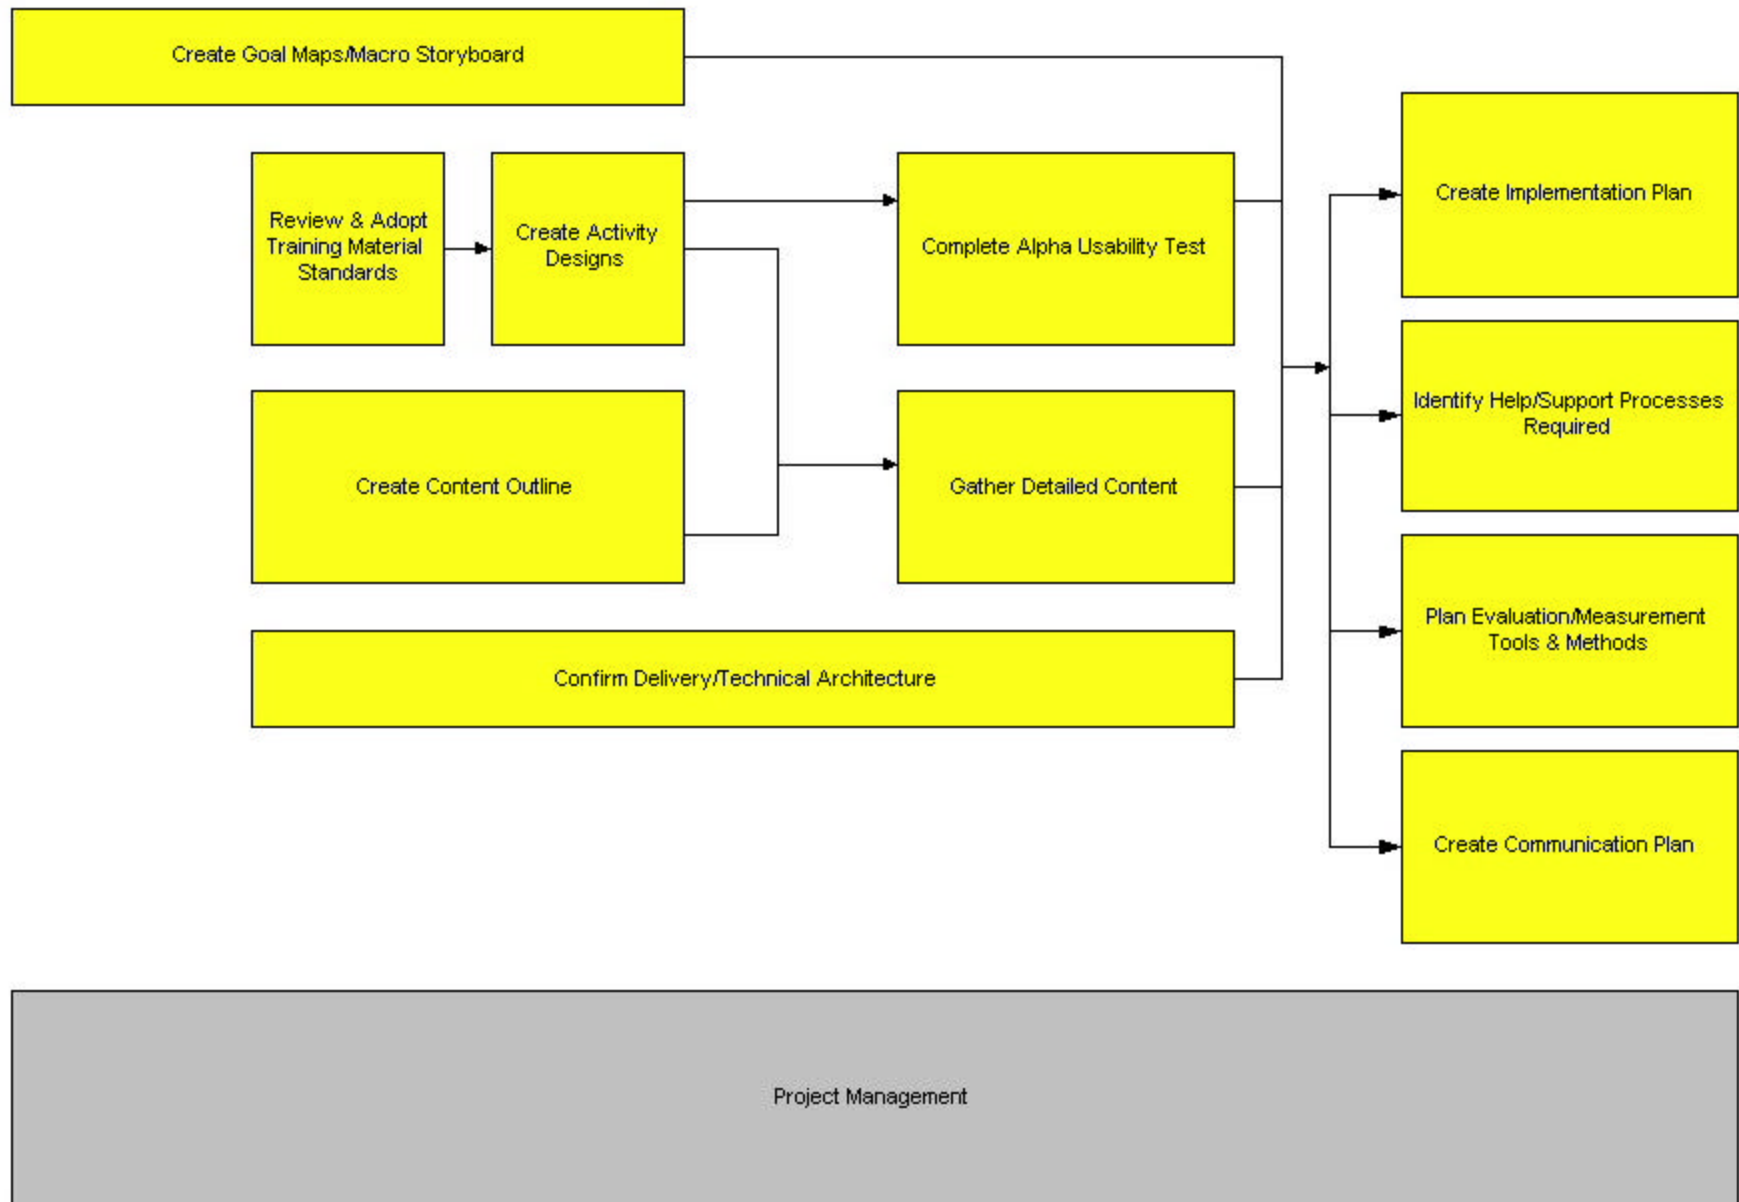 Create Goal Maps/Macro Storyboard
Review & Adopt
Training Material
Standards
Create Activity
Designs
Complete Alpha Usability Test
Create Implementation Plan
Create Content Outline
Gather Detailed Content
Identify Help/Support Processes
Required
Confirm Delivery/Technical Architecture
Plan Evaluation/Measurement
Tools & Methods
Create Communication Plan
Project Management